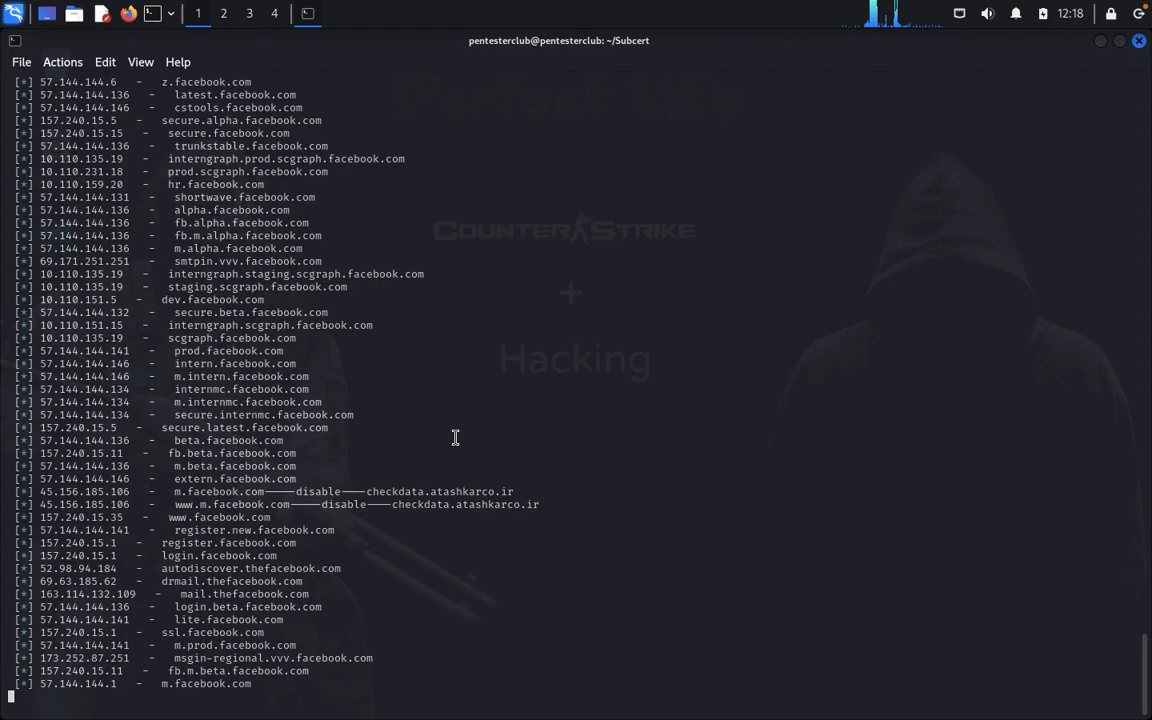 1 2 3 4 12:18
pentesterclub@pentesterclub: ~/Subcert
File Actions Edit View Help
[*] 57.144.144.6 - z.facebook.com
[*] 57.144.144.136 - latest.facebook.com
[*] 57.144.144.146 - cstools.facebook.com
[*] 157.240.15.5 - secure.alpha.facebook.com
[*] 157.240.15.15 - secure.facebook.com
[*] 57.144.144.136 - trunkstable.facebook.com
[*] 10.110.135.19 - interngraph.prod.scgraph.facebook.com
[*] 10.110.231.18 - prod.scgraph.facebook.com
[*] 10.110.159.20 - hr.facebook.com
[*] 57.144.144.131 - shortwave.facebook.com
[*] 57.144.144.136 - alpha.facebook.com
[*] 57.144.144.136 - fb.alpha.facebook.com
[*] 57.144.144.136 - fb.m.alpha.facebook.com
[*] 57.144.144.136 - m.alpha.facebook.com
[*] 69.171.251.251 - smtpin.vvv.facebook.com
[*] 10.110.135.19 - interngraph.staging.scgraph.facebook.com
[*] 10.110.135.19 - staging.scgraph.facebook.com
[*] 10.110.151.5 - dev.facebook.com
[*] 57.144.144.132 - secure.beta.facebook.com
[*] 10.110.151.15 - interngraph.scgraph.facebook.com
[*] 10.110.135.19 - scgraph.facebook.com
[*] 57.144.144.141 - prod.facebook.com
[*] 57.144.144.146 - intern.facebook.com
[*] 57.144.144.146 - m.intern.facebook.com
[*] 57.144.144.134 - internmc.facebook.com
[*] 57.144.144.134 - m.internmc.facebook.com
[*] 57.144.144.134 - secure.internmc.facebook.com
[*] 157.240.15.5 - secure.latest.facebook.com
[*] 57.144.144.136 - beta.facebook.com
[*] 157.240.15.11 - fb.beta.facebook.com
[*] 57.144.144.136 - m.beta.facebook.com
[*] 57.144.144.146 - extern.facebook.com
[*] 45.156.185.106 - m.facebook.com-----disable----checkdata.atashkarco.ir
[*] 45.156.185.106 - www.m.facebook.com-----disable----checkdata.atashkarco.ir
[*] 157.240.15.35 - www.facebook.com
[*] 57.144.144.141 - register.new.facebook.com
[*] 157.240.15.1 - register.facebook.com
[*] 157.240.15.1 - login.facebook.com
[*] 52.98.94.184 - autodiscover.thefacebook.com
[*] 69.63.185.62 - drmail.thefacebook.com
[*] 163.114.132.109 - mail.thefacebook.com
[*] 57.144.144.136 - login.beta.facebook.com
[*] 57.144.144.141 - lite.facebook.com
[*] 157.240.15.1 - ssl.facebook.com
[*] 57.144.144.141 - m.prod.facebook.com
[*] 173.252.87.251 - msgin-regional.vvv.facebook.com
[*] 157.240.15.11 - fb.m.beta.facebook.com
[*] 57.144.144.1 - m.facebook.com
COUNTER STRIKE
+
Hacking